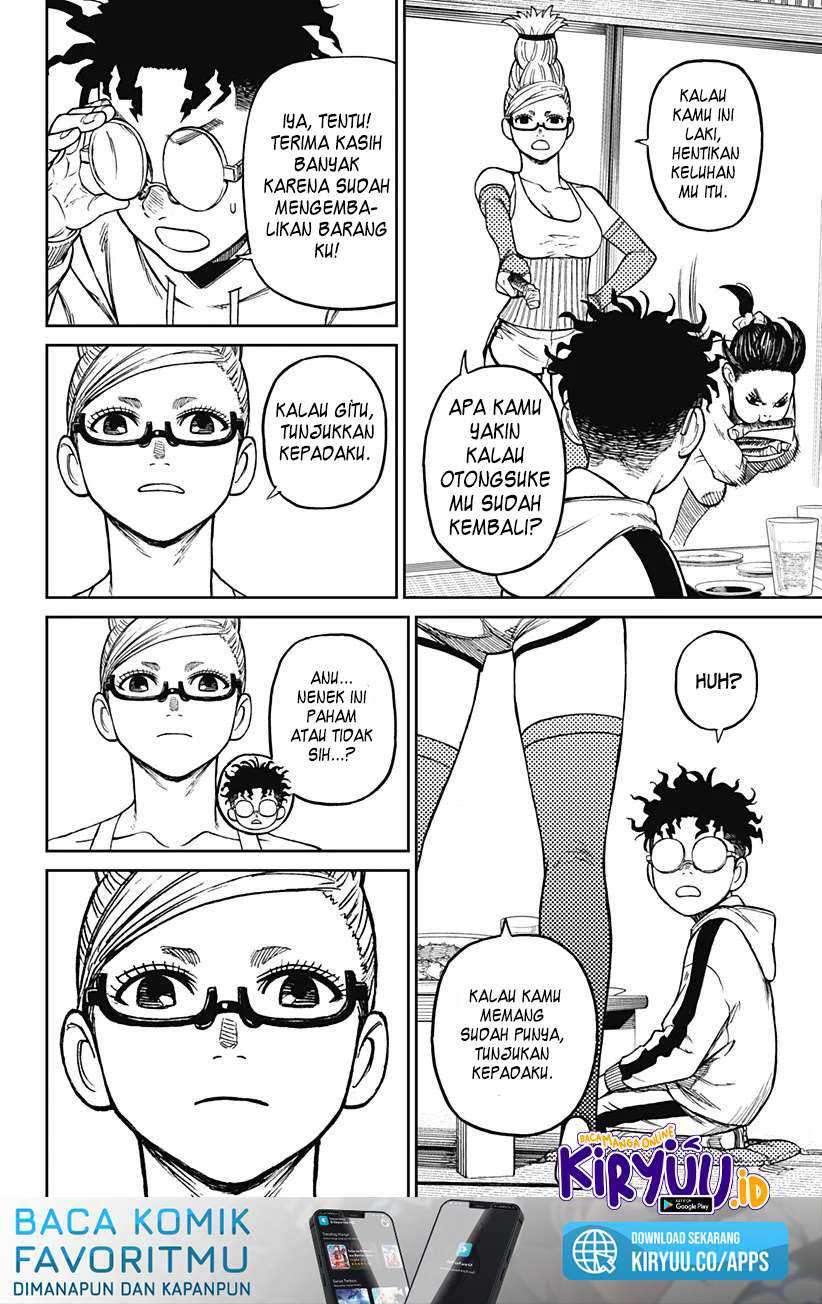 KALAU
KAMU INI
LAKI,
HENTIKAN
KELUHAN
MU ITU.
APA KAMU
YAKIN
KALAU
OTONGSUKE
MU SUDAH
KEMBALI?
IYA, TENTU!
TERIMA KASIH
BANYAK
KARENA SUDAH
MENGEMBA-
LIKAN BARANG
KU!
KALAU GITU,
TUNJUKKAN
KEPADAKU.
HUH?
KALAU KAMU
MEMANG
SUDAH PUNYA,
TUNJUKAN
KEPADAKU.
ANU...
NENEK INI
PAHAM
ATAU TIDAK
SIH...?
BACA MANGA ONLINE
KIRYUU.ID
Google Play
BACA KOMIK
FAVORITMU
DIMANAPUN DAN KAPANPUN
DOWNLOAD SEKARANG
KIRYUU.CO/APPS